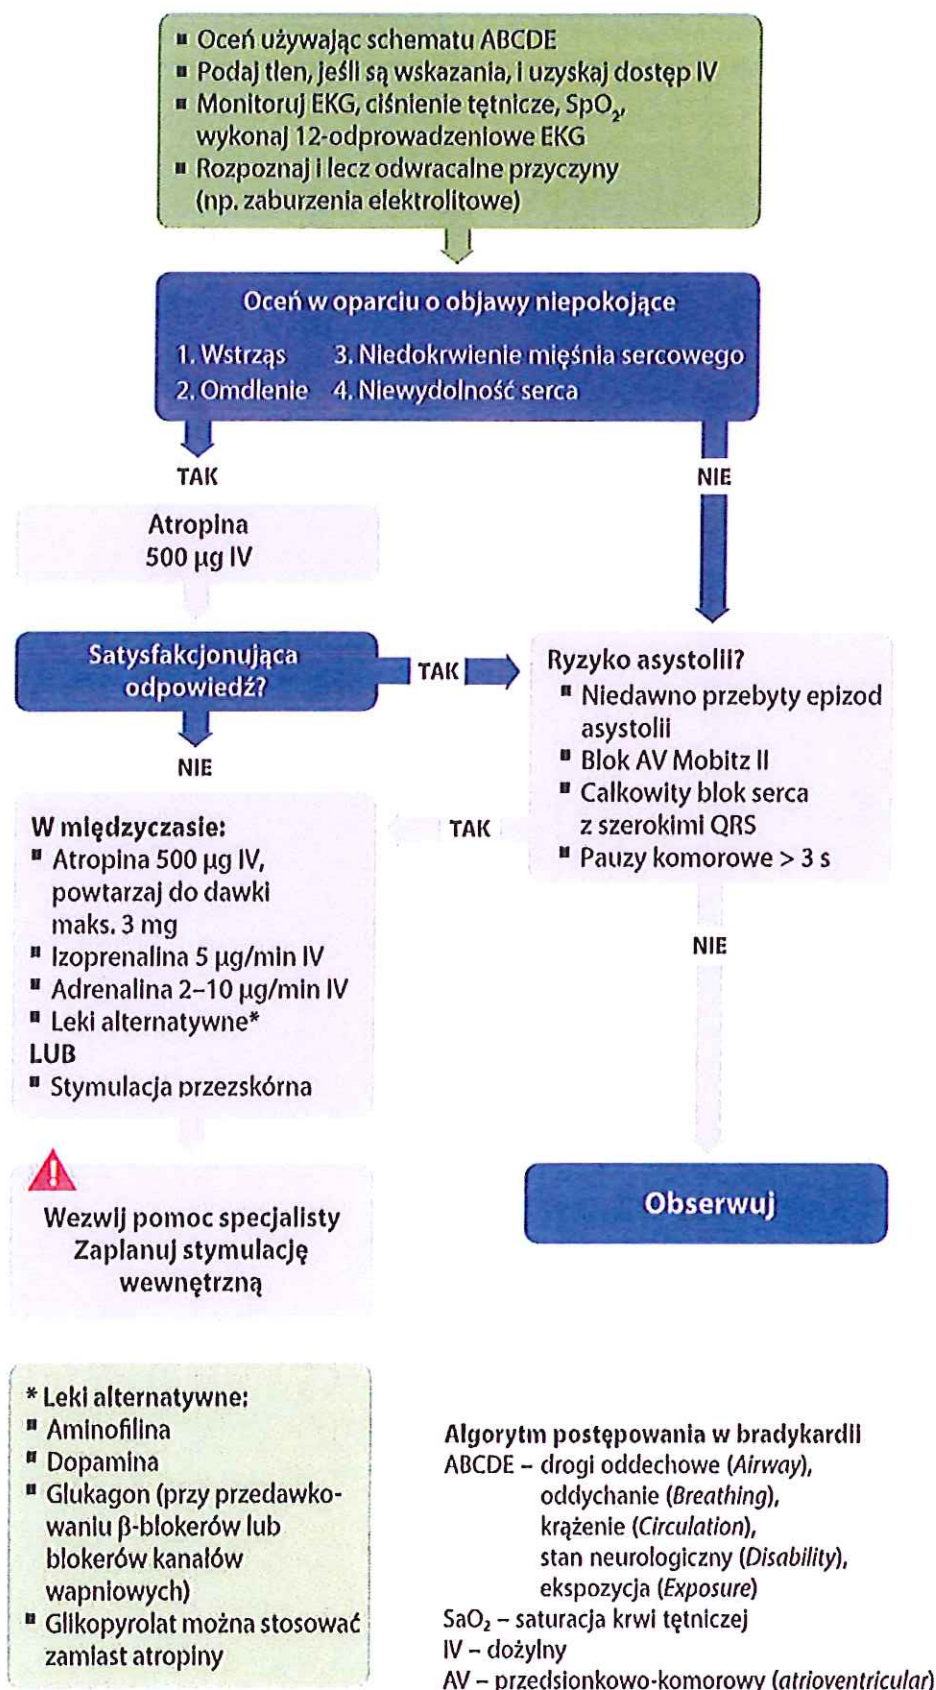 ▪ Oceń używając schematu ABCDE
▪ Podaj tlen, jeśli są wskazania, i uzyskaj dostęp IV
▪ Monitoruj EKG, ciśnienie tętnicze, SpO₂,
wykonaj 12-odprowadzeniowe EKG
▪ Rozpoznaj i lecz odwracalne przyczyny
(np. zaburzenia elektrolitowe)
Oceń w oparciu o objawy niepokojące
1. Wstrząs 3. Niedokrwienie mięśnia sercowego
2. Omdlenie 4. Niewydolność serca
TAK
NIE
Atropina
500 µg IV
Satysfakcjonująca
odpowiedź?
TAK
Ryzyko asystolii?
▪ Niedawno przebyty epizod
asystolii
▪ Blok AV Mobitz II
▪ Całkowity blok serca
z szerokimi QRS
▪ Pauzy komorowe > 3 s
NIE
TAK
W międzyczasie:
▪ Atropina 500 µg IV,
powtarzaj do dawki
maks. 3 mg
▪ Izoprenalina 5 µg/min IV
▪ Adrenalina 2–10 µg/min IV
▪ Leki alternatywne*
LUB
▪ Stymulacja przezskórna
NIE
!
Wezwij pomoc specjalisty
Zaplanuj stymulację
wewnętrzną
Obserwuj
* Leki alternatywne:
▪ Aminofilina
▪ Dopamina
▪ Glukagon (przy przedawko-
waniu β-blokerów lub
blokerów kanałów
wapniowych)
▪ Glikopyrolat można stosować
zamiast atropiny
Algorytm postępowania w bradykardii
ABCDE – drogi oddechowe (Airway),
oddychanie (Breathing),
krążenie (Circulation),
stan neurologiczny (Disability),
ekspozycja (Exposure)
SaO₂ – saturacja krwi tętniczej
IV – dożylny
AV – przedsionkowo-komorowy (atrioventricular)